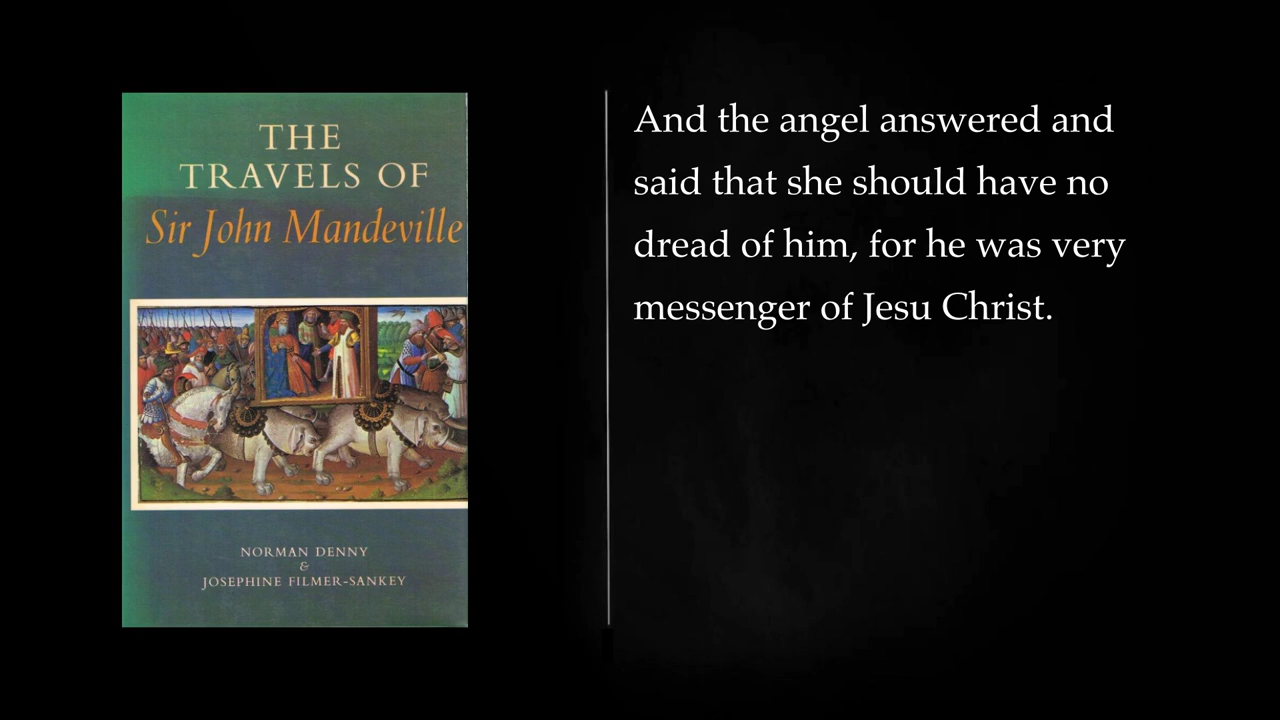 THE
TRAVELS OF
Sir John Mandeville
NORMAN DENNY
&
JOSEPHINE FILMER-SANKEY
And the angel answered and
said that she should have no
dread of him, for he was very
messenger of Jesu Christ.